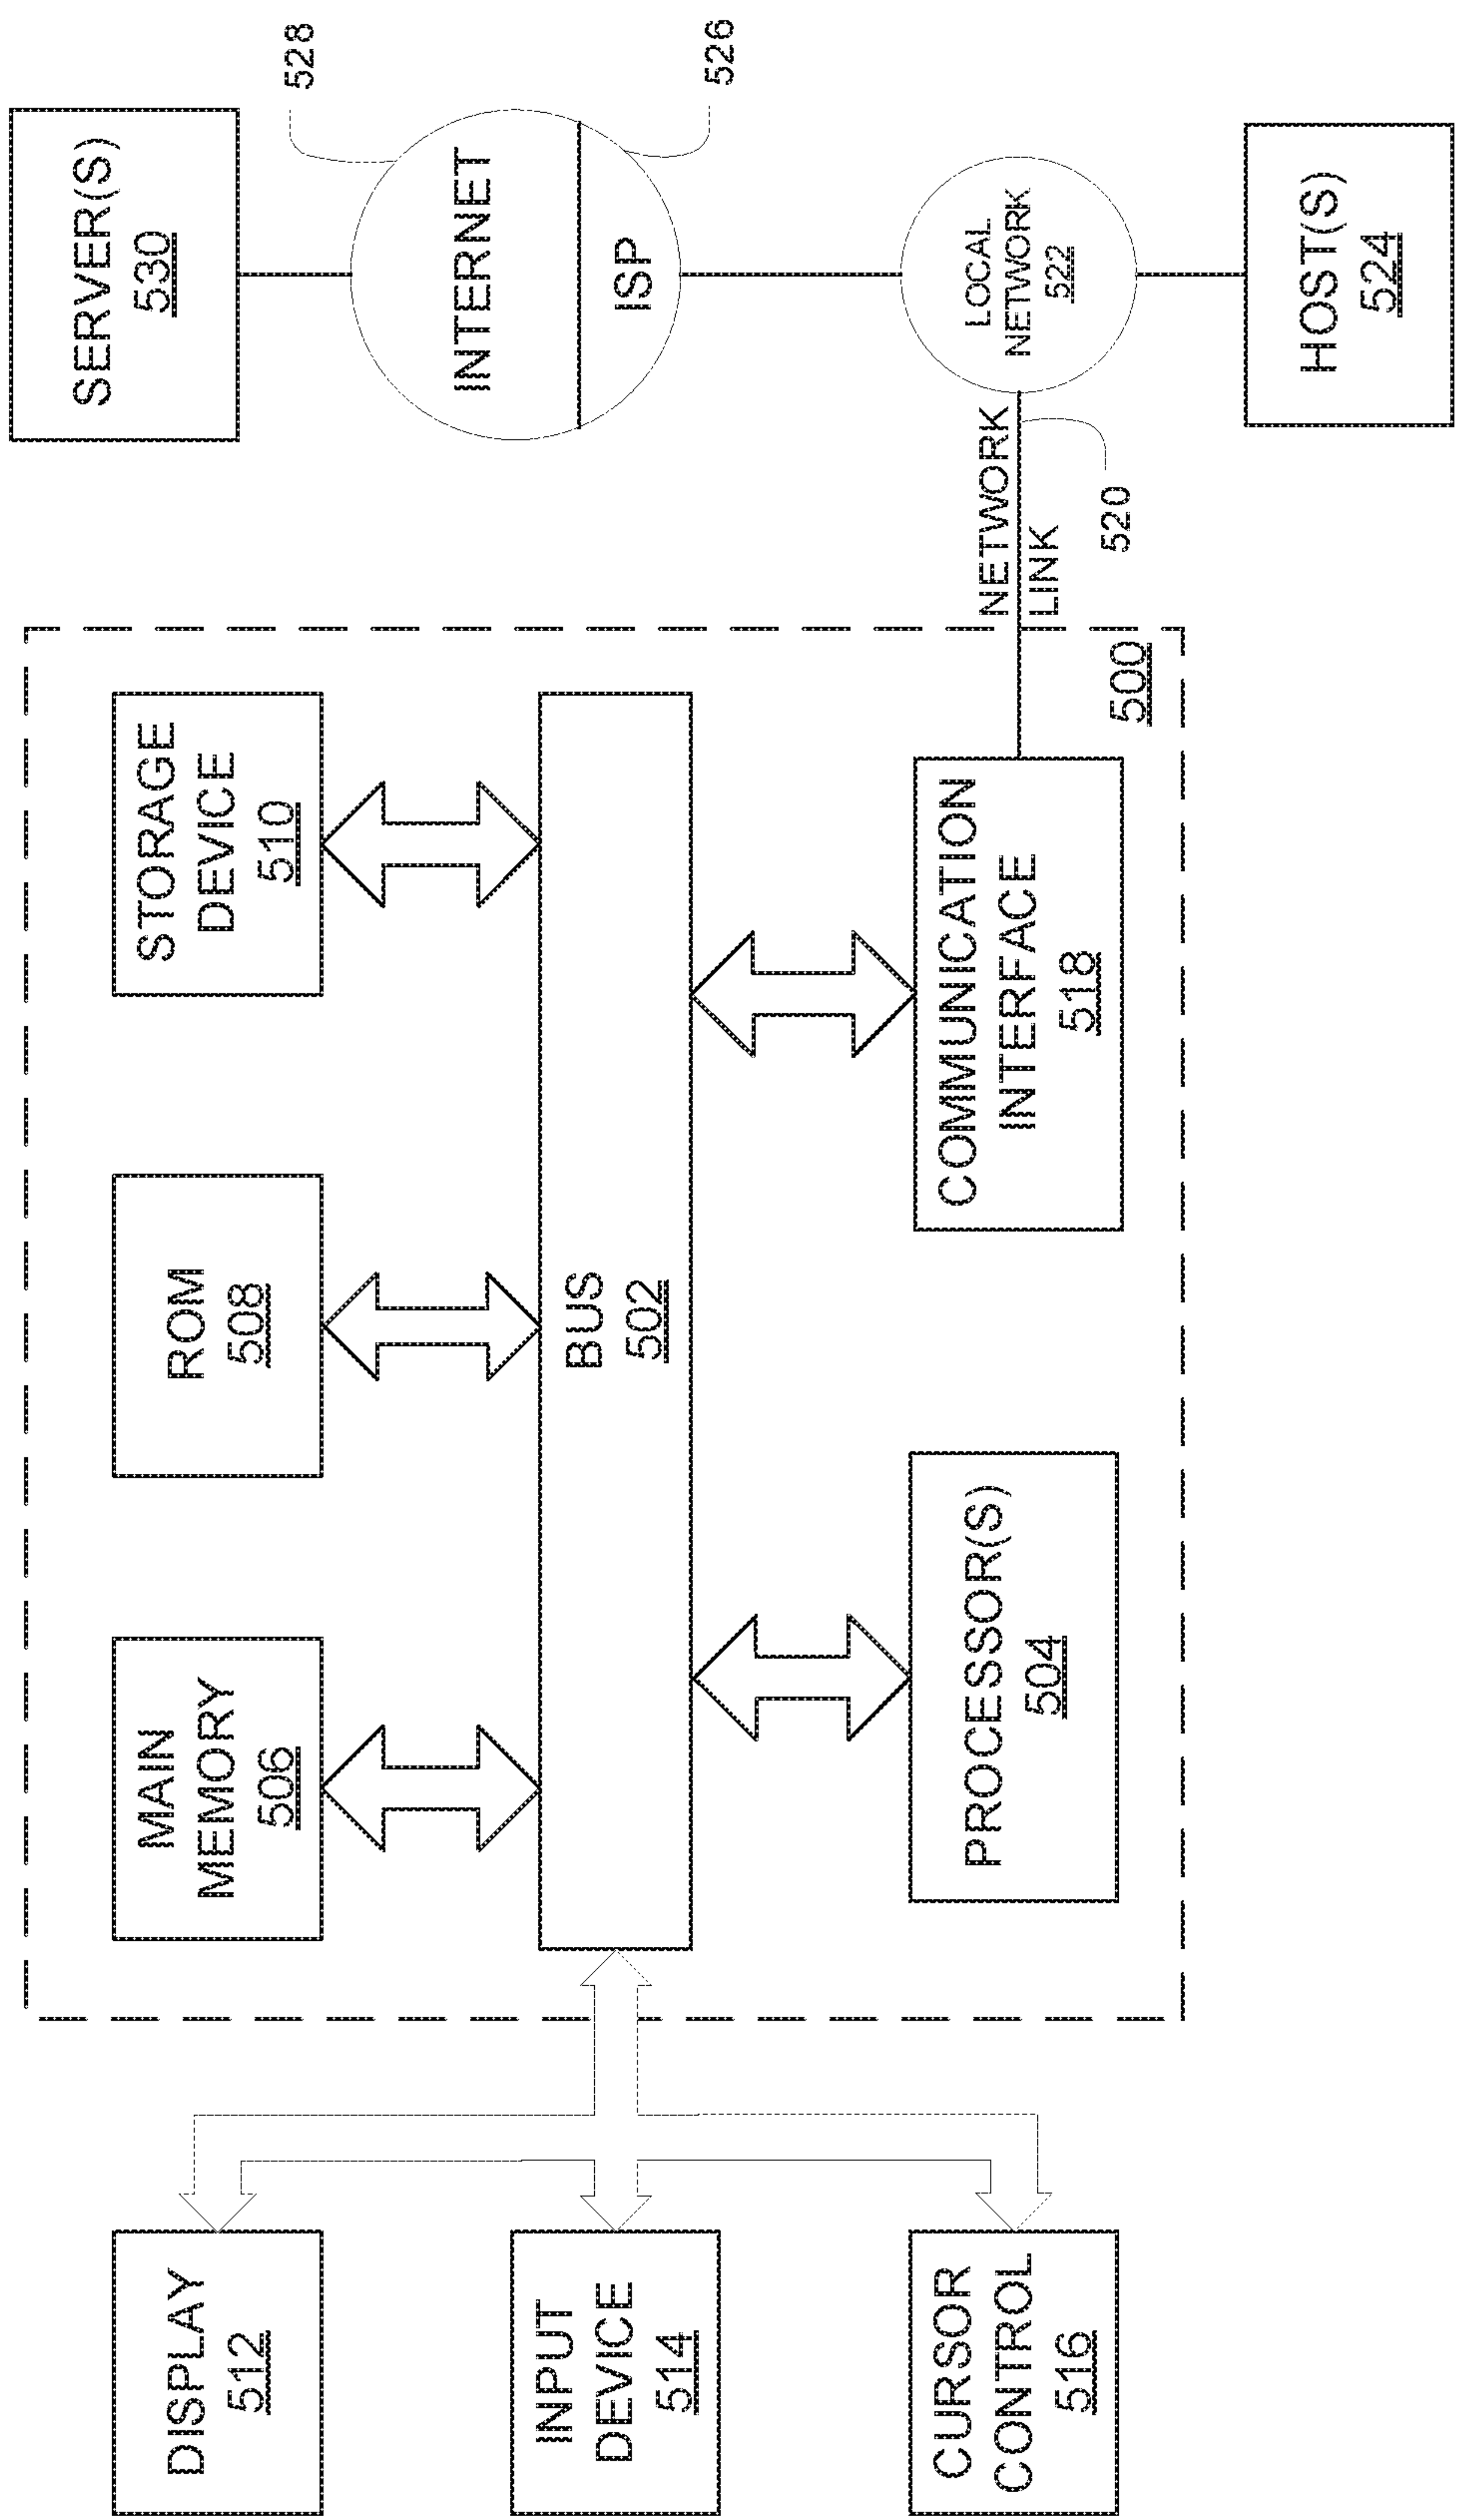 DISPLAY
512
INPUT
DEVICE
514
CURSOR
CONTROL
516
MAIN
MEMORY
506
ROM
508
STORAGE
DEVICE
510
BUS
502
PROCESSOR(S)
504
COMMUNICATION
INTERFACE
518
500
NETWORK
LINK
520
SERVER(S)
530
528
INTERNET
ISP
526
LOCAL
NETWORK
522
HOST(S)
524